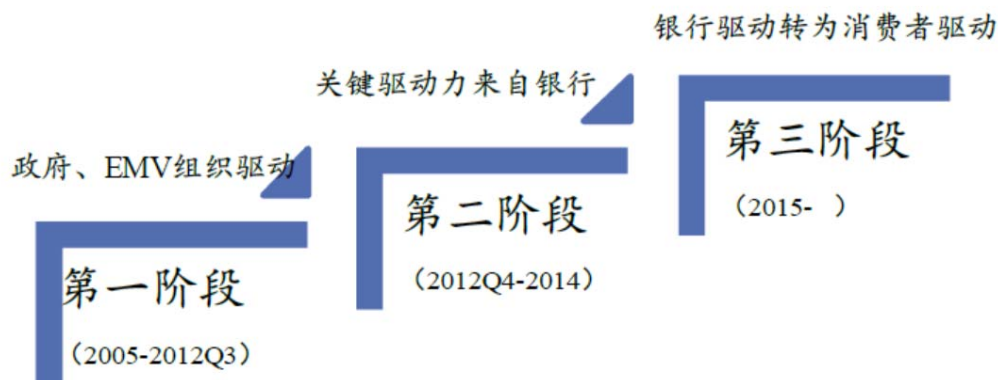 政府、EMV组织驱动
第一阶段
（2005-2012Q3）
关键驱动力来自银行
第二阶段
（2012Q4-2014）
银行驱动转为消费者驱动
第三阶段
（2015- ）